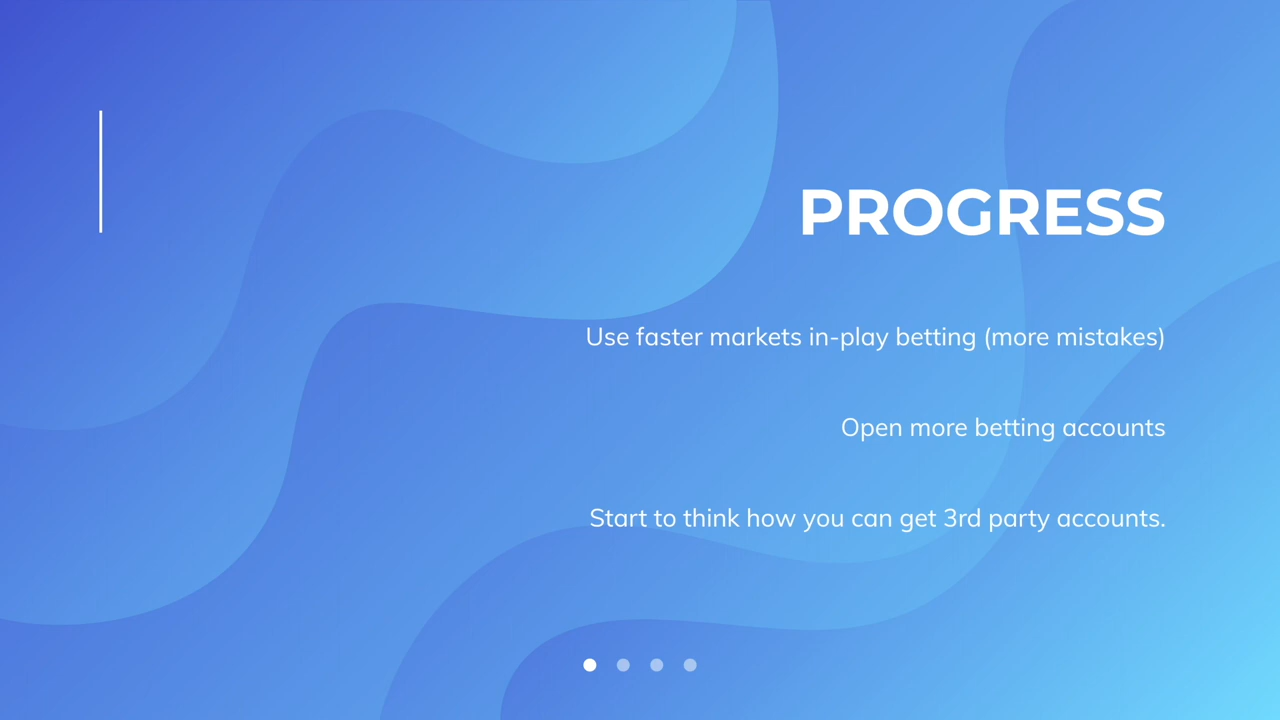 PROGRESS
Use faster markets in-play betting (more mistakes)
Open more betting accounts
Start to think how you can get 3rd party accounts.